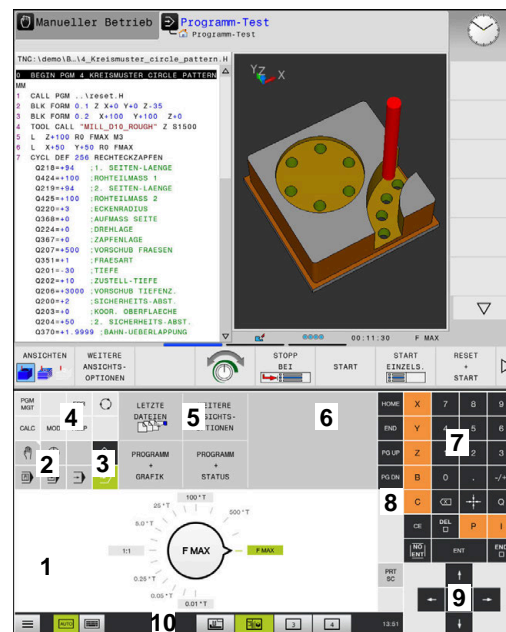 Manueller Betrieb
Programm-Test
Programm-Test
TNC:\demo\B…\4_Kreismuster_circle_pattern.H
0 BEGIN PGM 4_KREISMUSTER_CIRCLE_PATTERN
MM
1 CALL PGM ..\reset.H
2 BLK FORM 0.1 Z X+0 Y+0 Z-35
3 BLK FORM 0.2 X+100 Y+100 Z+0
4 TOOL CALL "MILL_D10_ROUGH" Z S1500
5 L Z+100 R0 FMAX M3
6 L X+50 Y+50 R0 FMAX
7 CYCL DEF 256 RECHTECKZAPFEN
Q218=+94 ;1. SEITEN-LAENGE
Q424=+100 ;ROHTEILMASS 1
Q219=+94 ;2. SEITEN-LAENGE
Q425=+100 ;ROHTEILMASS 2
Q220=+3 ;ECKENRADIUS
Q368=+0 ;AUFMASS SEITE
Q224=+0 ;DREHLAGE
Q367=+0 ;ZAPFENLAGE
Q207=+500 ;VORSCHUB FRAESEN
Q351=+1 ;FRAESART
Q201=-30 ;TIEFE
Q202=+10 ;ZUSTELL-TIEFE
Q206=+3000 ;VORSCHUB TIEFENZ.
Q200=+2 ;SICHERHEITS-ABST.
Q203=+0 ;KOOR. OBERFLAECHE
Q204=+50 ;2. SICHERHEITS-ABST.
Q370=+1.9999 ;BAHN-UEBERLAPPUNG
Y Z X
00:11:30 F MAX
ANSICHTEN
WEITERE
ANSICHTS-
OPTIONEN
STOPP
BEI
START
START
EINZELS.
RESET
+
START
PGM
MGT
CALC
MOD
4
2
3
LETZTE
DATEIEN
5
PROGRAMM
+
GRAFIK
PROGRAMM
+
STATUS
6
HOME X 7 8 9
END Y 5 6
7
PG UP Z 2 3
PG DN B 0 . -/+
8
C Q
CE DEL P I
NO
ENT
ENT
END
PRT
SC
9
1
100 °T
25 °T
500 °T
5.0 °T
1:1
F MAX
F MAX
0.25 °T
0.05 °T
0.01 °T
AUTO
10
3
4
13:51